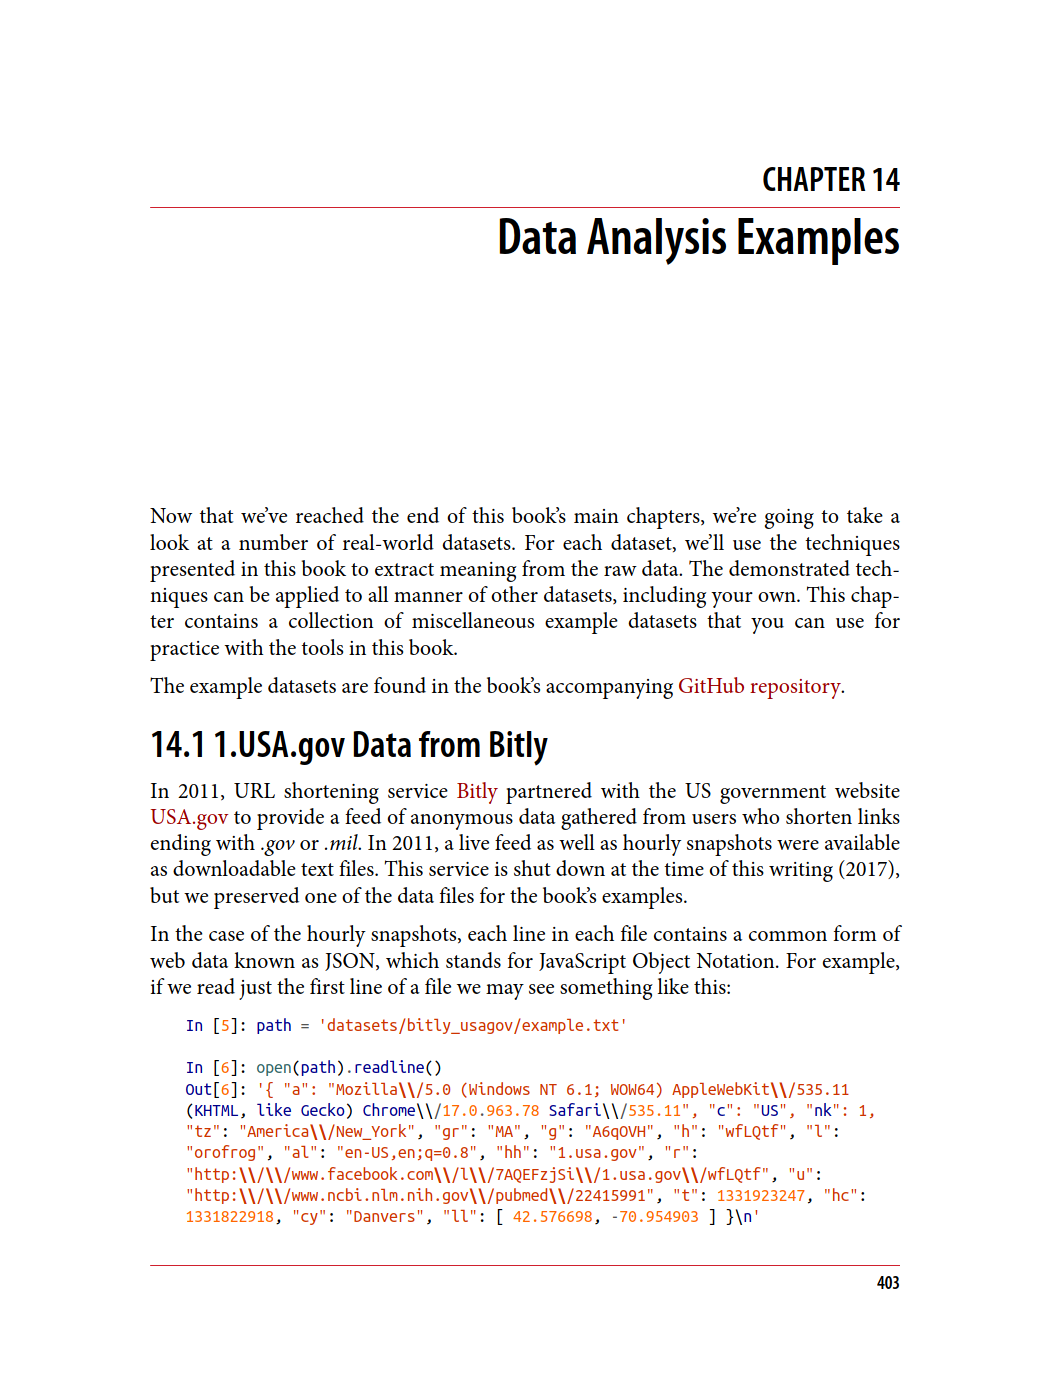 CHAPTER 14
Data Analysis Examples
Now that we’ve reached the end of this book’s main chapters, we’re going to take a
look at a number of real-world datasets. For each dataset, we’ll use the techniques
presented in this book to extract meaning from the raw data. The demonstrated tech-
niques can be applied to all manner of other datasets, including your own. This chap-
ter contains a collection of miscellaneous example datasets that you can use for
practice with the tools in this book.
The example datasets are found in the book’s accompanying GitHub repository.
14.1 1.USA.gov Data from Bitly
In 2011, URL shortening service Bitly partnered with the US government website
USA.gov to provide a feed of anonymous data gathered from users who shorten links
ending with .gov or .mil. In 2011, a live feed as well as hourly snapshots were available
as downloadable text files. This service is shut down at the time of this writing (2017),
but we preserved one of the data files for the book’s examples.
In the case of the hourly snapshots, each line in each file contains a common form of
web data known as JSON, which stands for JavaScript Object Notation. For example,
if we read just the first line of a file we may see something like this:
In [5]: path = 'datasets/bitly_usagov/example.txt'
In [6]: open(path).readline()
Out[6]: '{ "a": "Mozilla\\/5.0 (Windows NT 6.1; WOW64) AppleWebKit\\/535.11
(KHTML, like Gecko) Chrome\\/17.0.963.78 Safari\\/535.11", "c": "US", "nk": 1,
"tz": "America\\/New_York", "gr": "MA", "g": "A6qOVH", "h": "wfLQtf", "l":
"orofrog", "al": "en-US,en;q=0.8", "hh": "1.usa.gov", "r":
"http:\\/\\/www.facebook.com\\/l\\/7AQEFzjSi\\/1.usa.gov\\/wfLQtf", "u":
"http:\\/\\/www.ncbi.nlm.nih.gov\\/pubmed\\/22415991", "t": 1331923247, "hc":
1331822918, "cy": "Danvers", "ll": [ 42.576698, -70.954903 ] }\n'
403